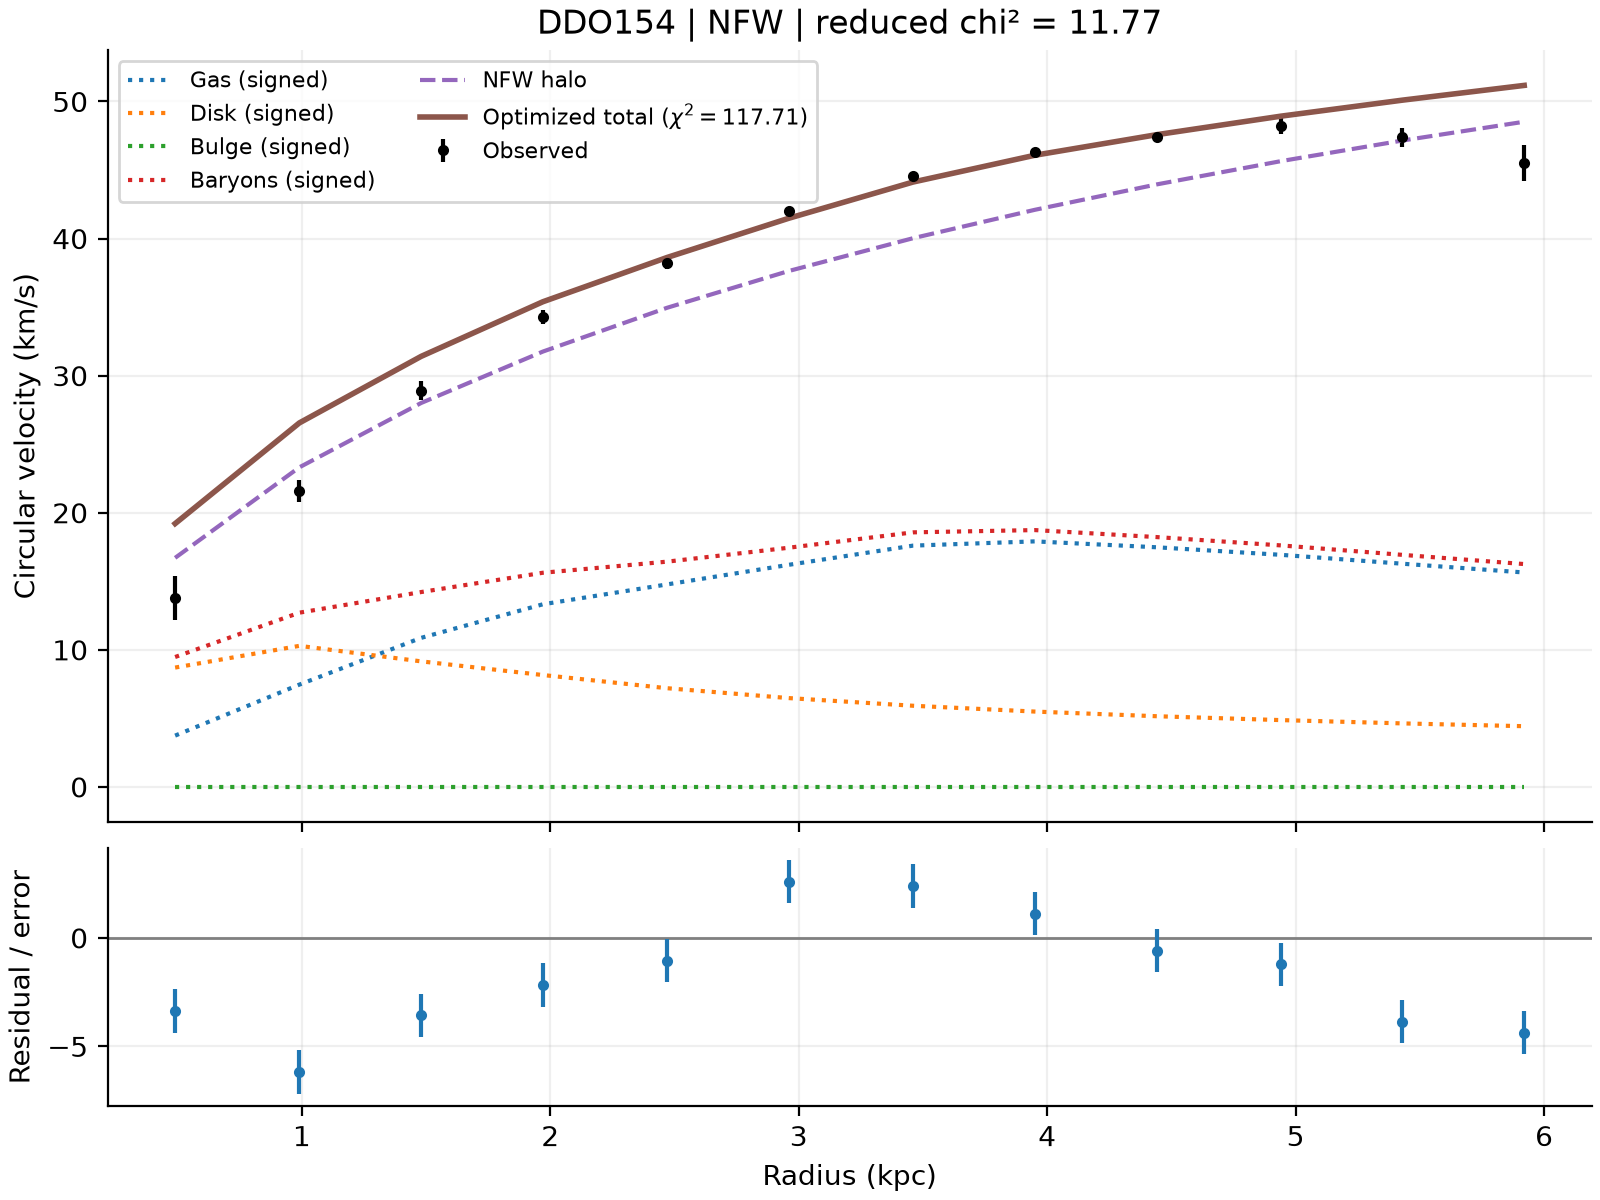 DDO154 | NFW | reduced chi² = 11.77
Gas (signed)
Disk (signed)
Bulge (signed)
Baryons (signed)
NFW halo
Optimized total (χ² = 117.71)
Observed
Circular velocity (km/s)
50
40
30
20
10
0
Residual / error
0
−5
1 2 3 4 5 6
Radius (kpc)